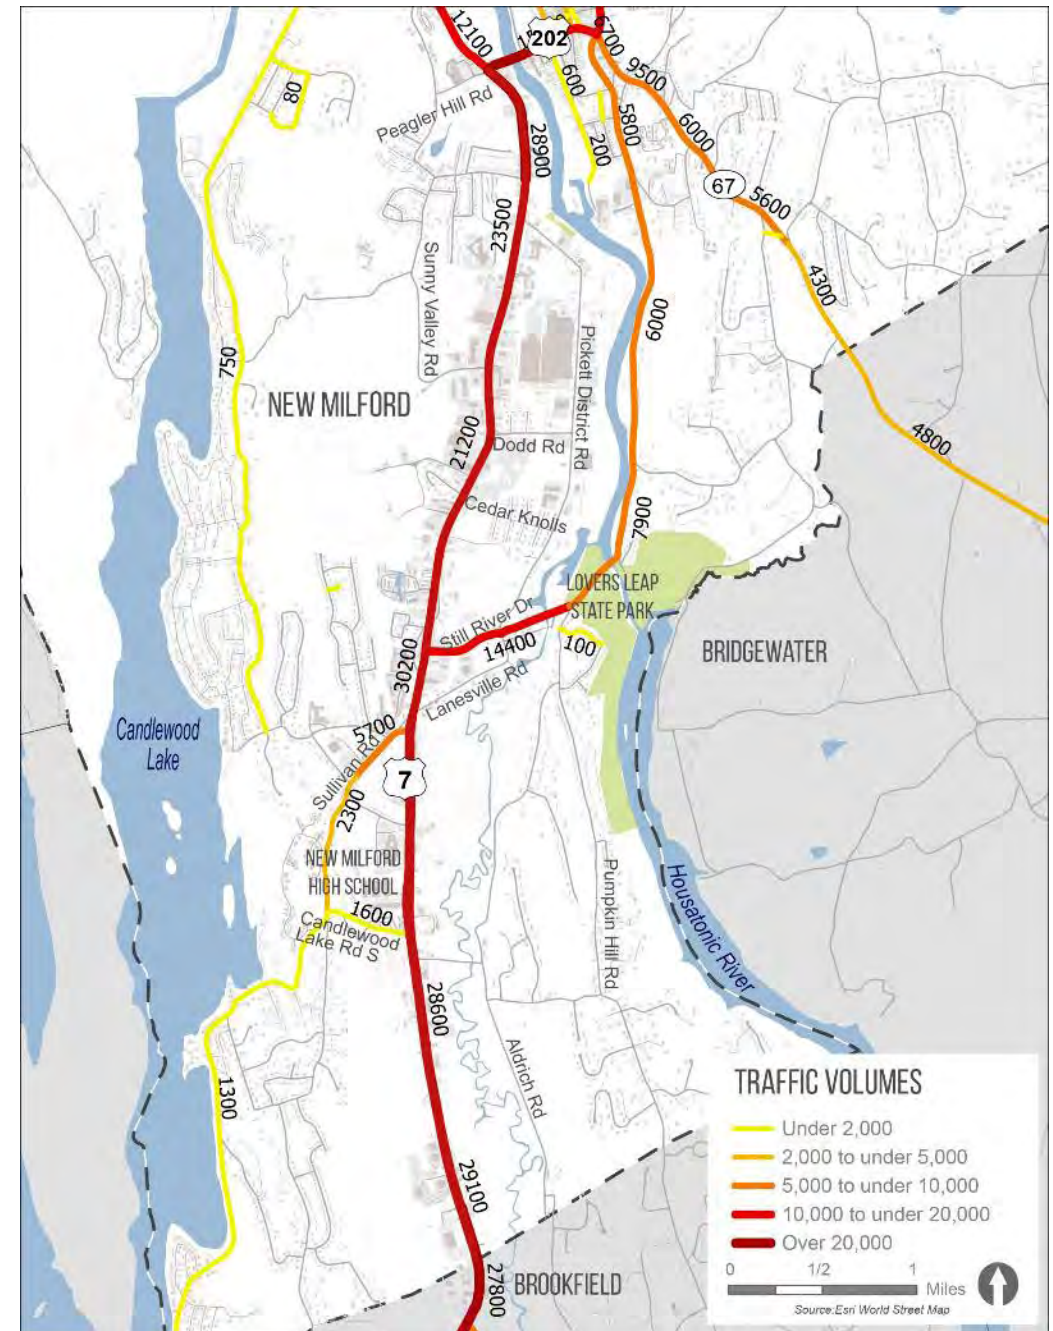 12100
202
6700
9500
600
80
Peagler Hill Rd
5800
6000
28900
200
67
5600
23500
4300
Sunny Valley Rd
6000
Pickett District Rd
750
NEW MILFORD
4800
21200
Dodd Rd
Cedar Knolls
7900
LOVERS LEAP
STATE PARK
Still River Dr
14400
100
BRIDGEWATER
30200
Lanesville Rd
5700
Candlewood
Lake
Sullivan Rd
7
2300
NEW MILFORD
HIGH SCHOOL
1600
Candlewood
Lake Rd S
Pumpkin Hill Rd
Housatonic River
28600
Aldrich Rd
1300
29100
27800
BROOKFIELD
TRAFFIC VOLUMES
Under 2,000
2,000 to under 5,000
5,000 to under 10,000
10,000 to under 20,000
Over 20,000
0 1/2 1
Miles
Source:Esri World Street Map